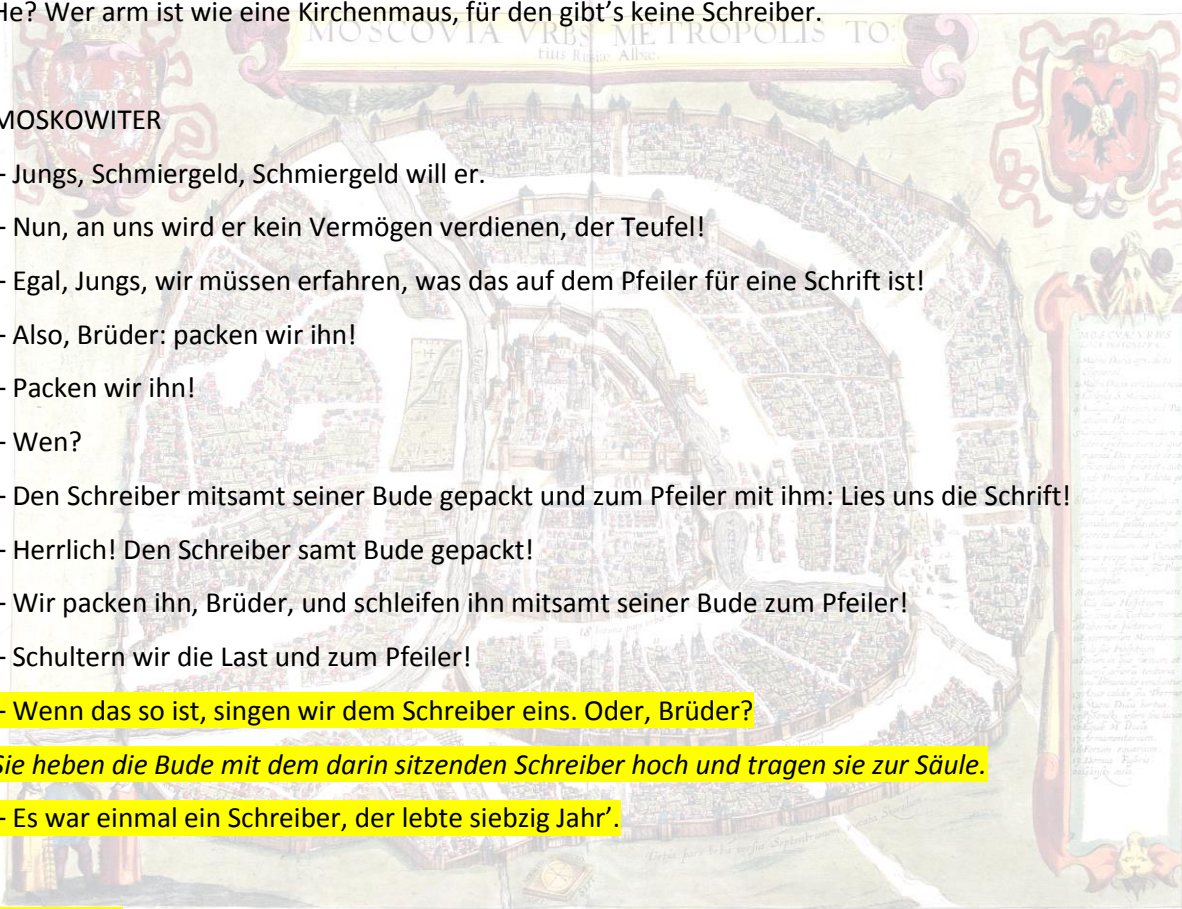 He? Wer arm ist wie eine Kirchenmaus, für den gibt’s keine Schreiber.
MOSCOVIA VRBS METROPOLIS TO:
tius Russiæ Albæ.
MOSKOWITER
- Jungs, Schmiergeld, Schmiergeld will er.
- Nun, an uns wird er kein Vermögen verdienen, der Teufel!
- Egal, Jungs, wir müssen erfahren, was das auf dem Pfeiler für eine Schrift ist!
- Also, Brüder: packen wir ihn!
- Packen wir ihn!
- Wen?
- Den Schreiber mitsamt seiner Bude gepackt und zum Pfeiler mit ihm: Lies uns die Schrift!
- Herrlich! Den Schreiber samt Bude gepackt!
- Wir packen ihn, Brüder, und schleifen ihn mitsamt seiner Bude zum Pfeiler!
- Schultern wir die Last und zum Pfeiler!
- Wenn das so ist, singen wir dem Schreiber eins. Oder, Brüder?
Sie heben die Bude mit dem darin sitzenden Schreiber hoch und tragen sie zur Säule.
- Es war einmal ein Schreiber, der lebte siebzig Jahr’.